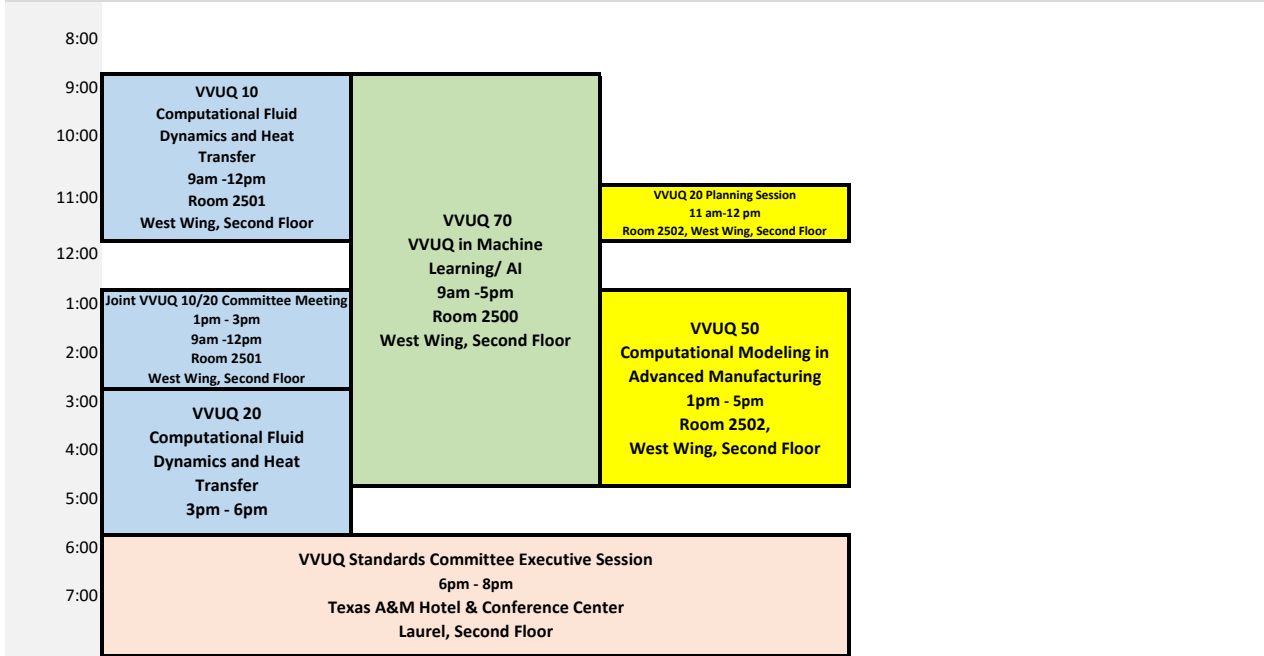 8:00
9:00
10:00
11:00
12:00
1:00
2:00
3:00
4:00
5:00
6:00
7:00
VVUQ 10
Computational Fluid
Dynamics and Heat
Transfer
9am -12pm
Room 2501
West Wing, Second Floor
Joint VVUQ 10/20 Committee Meeting
1pm - 3pm
9am -12pm
Room 2501
West Wing, Second Floor
VVUQ 20
Computational Fluid
Dynamics and Heat
Transfer
3pm - 6pm
VVUQ 70
VVUQ in Machine
Learning/ AI
9am -5pm
Room 2500
West Wing, Second Floor
VVUQ 20 Planning Session
11 am-12 pm
Room 2502, West Wing, Second Floor
VVUQ 50
Computational Modeling in
Advanced Manufacturing
1pm - 5pm
Room 2502,
West Wing, Second Floor
VVUQ Standards Committee Executive Session
6pm - 8pm
Texas A&M Hotel & Conference Center
Laurel, Second Floor